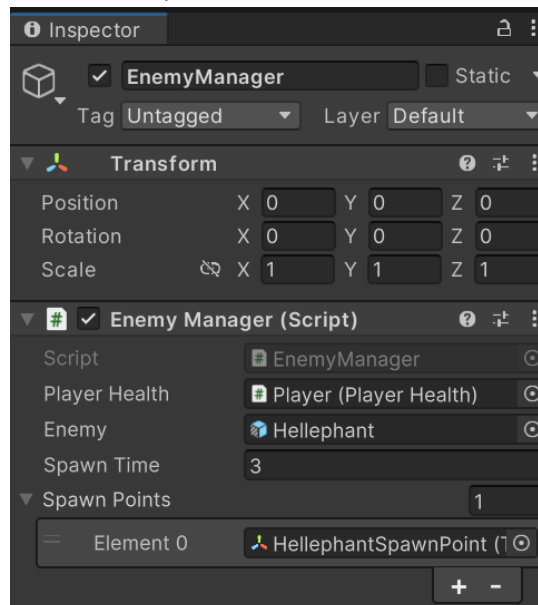 Inspector
EnemyManager Static
Tag Untagged Layer Default
Transform
Position X 0 Y 0 Z 0
Rotation X 0 Y 0 Z 0
Scale X 1 Y 1 Z 1
# Enemy Manager (Script)
Script # EnemyManager
Player Health # Player (Player Health)
Enemy Hellephant
Spawn Time 3
Spawn Points 1
Element 0 HellephantSpawnPoint (T
+ -